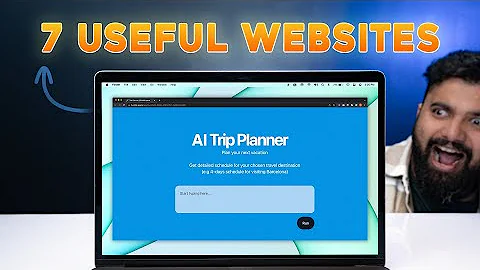 7 USEFUL WEBSITES
AI Trip Planner
Plan your next vacation
Get detailed schedule for your chosen travel destination
(e.g 4-days schedule for visiting Barcelona)
Start typing here...
Run